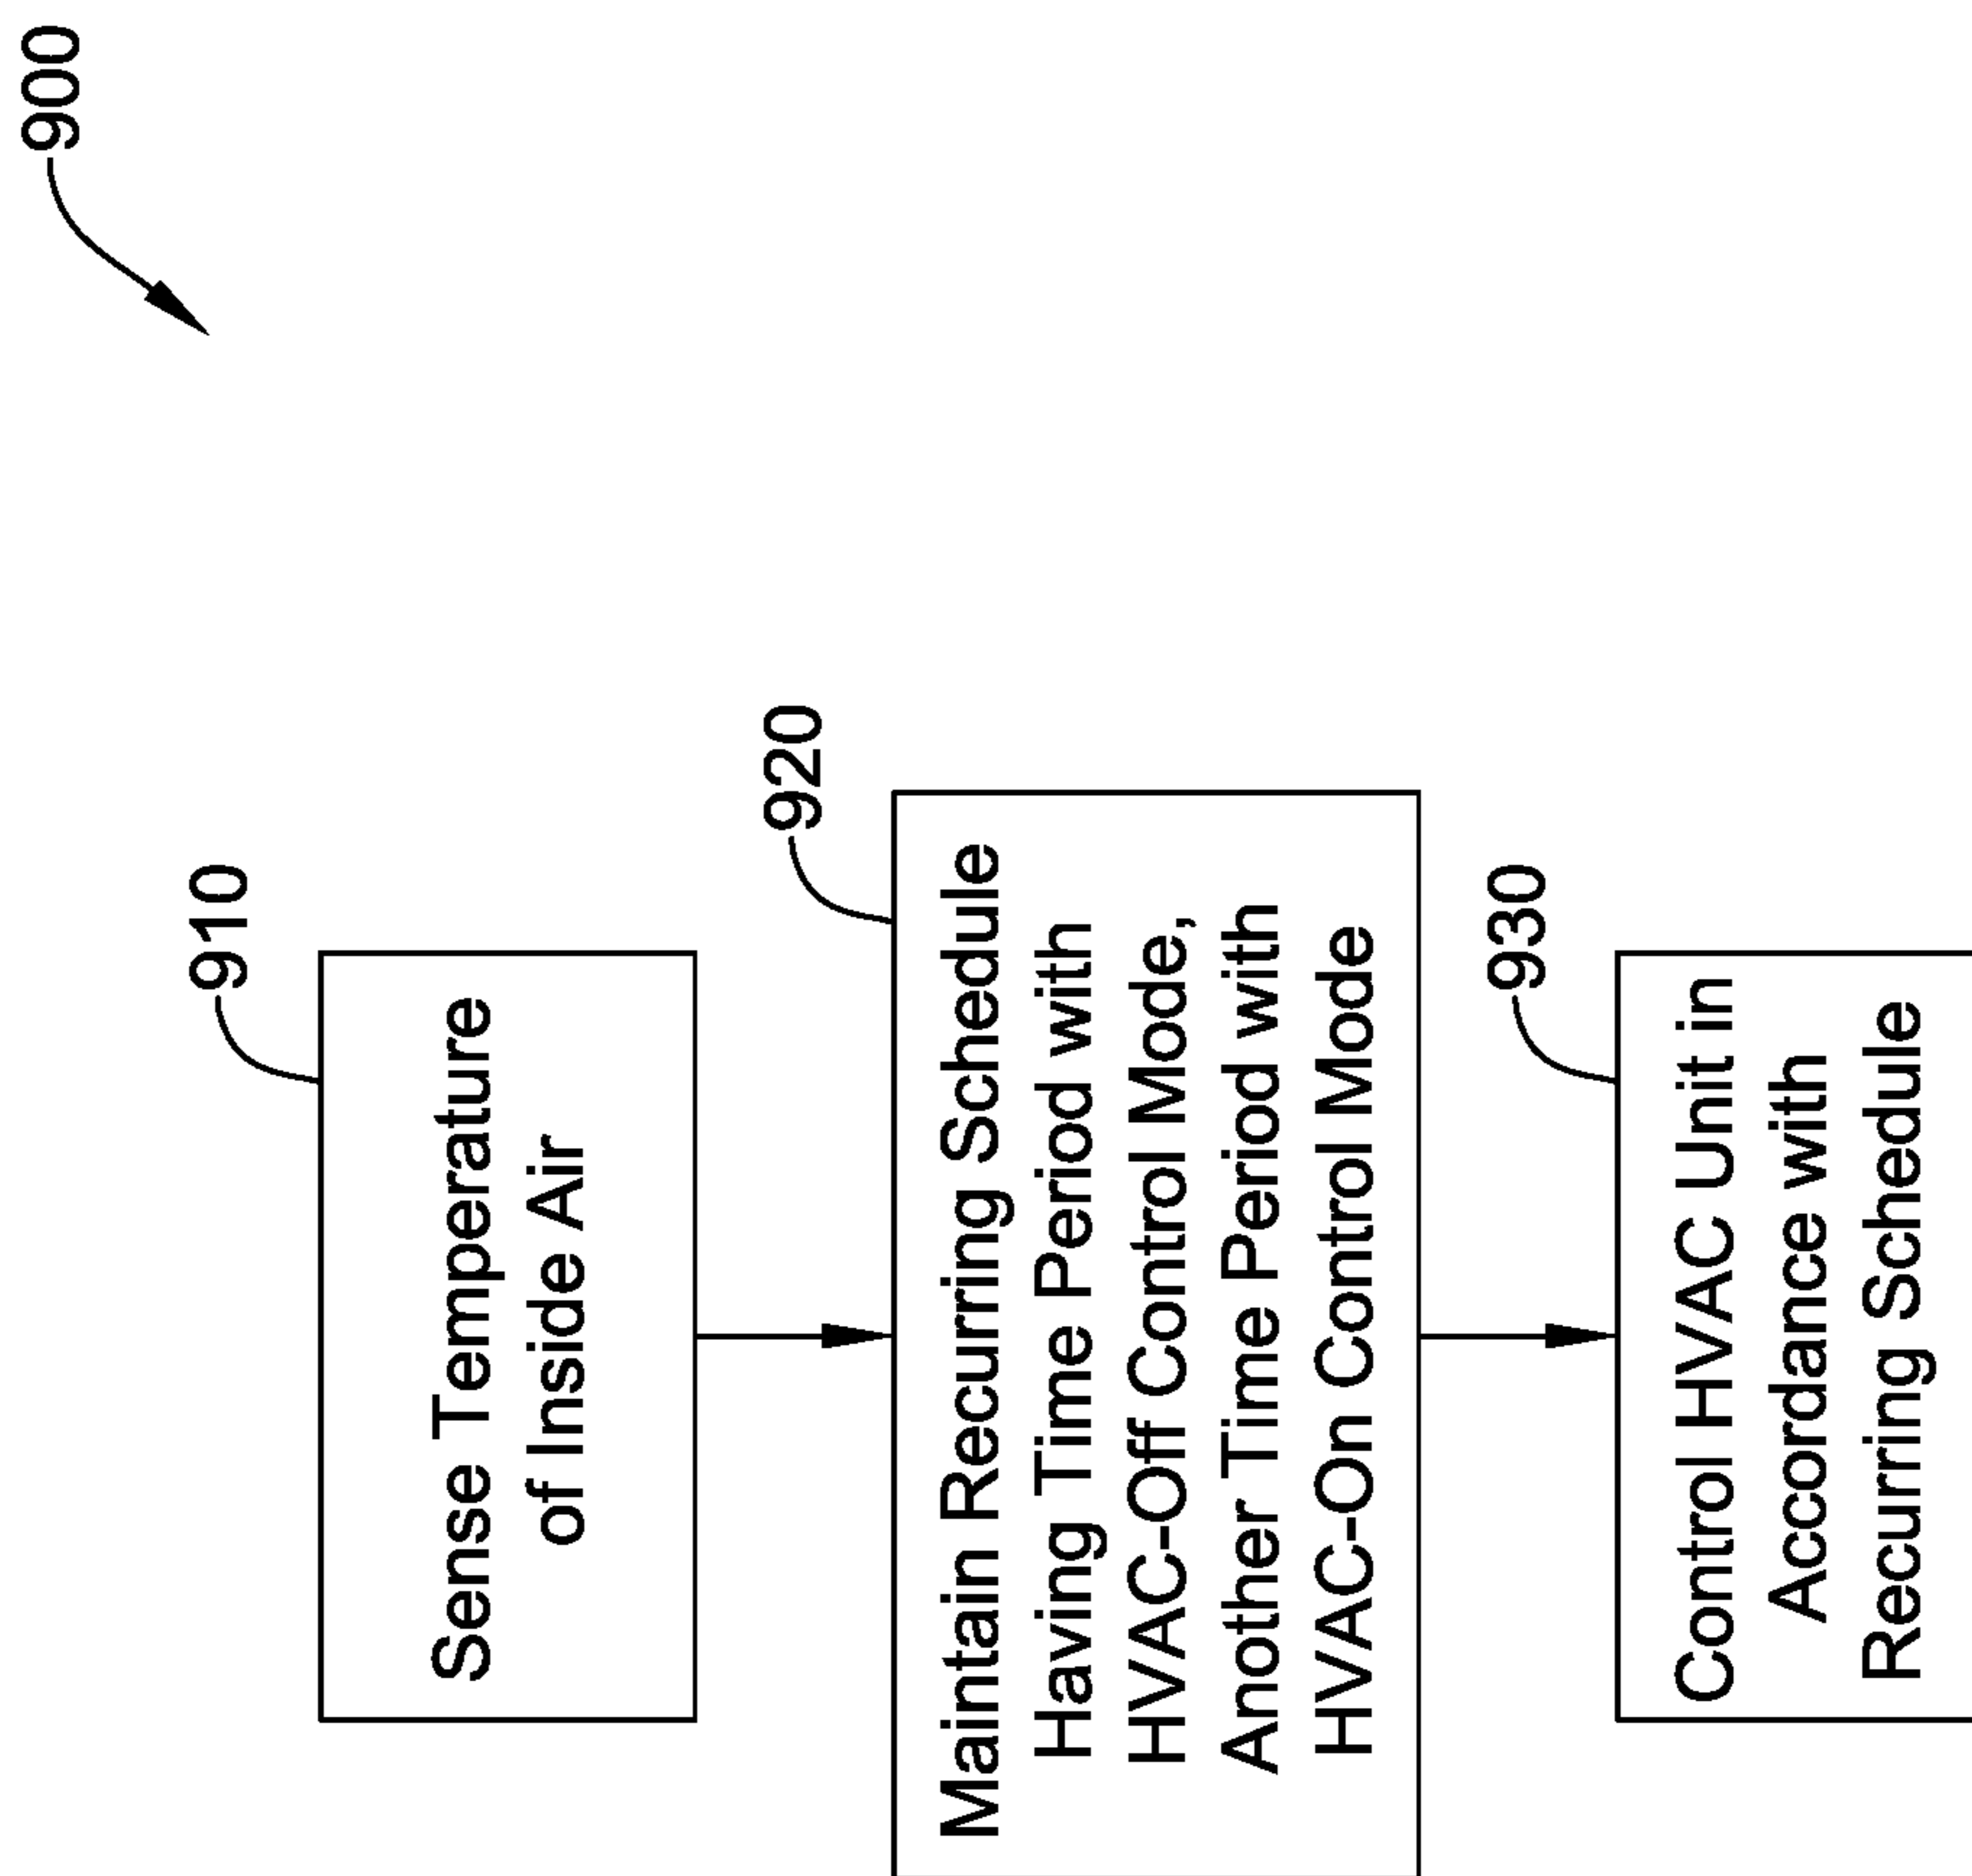 900
910
Sense Temperature
of Inside Air
920
Maintain Recurring Schedule
Having Time Period with
HVAC-Off Control Mode,
Another Time Period with
HVAC-On Control Mode
930
Control HVAC Unit in
Accordance with
Recurring Schedule